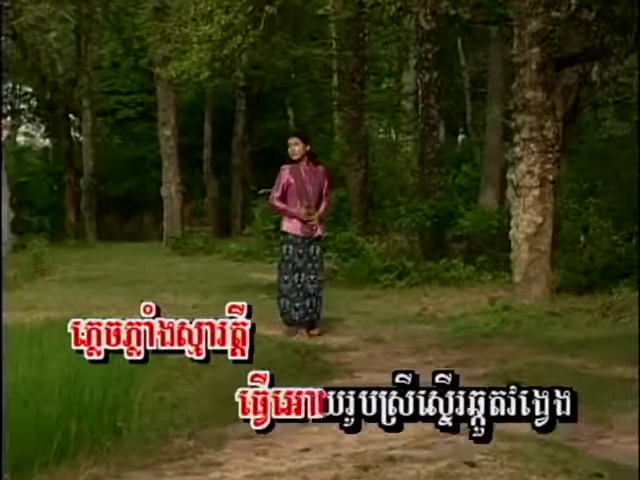 ភ្លេចភ្លាំងស្មារតី
ធ្វើអោយរូបស្រីស្ទើរឆ្កួតវង្វេង